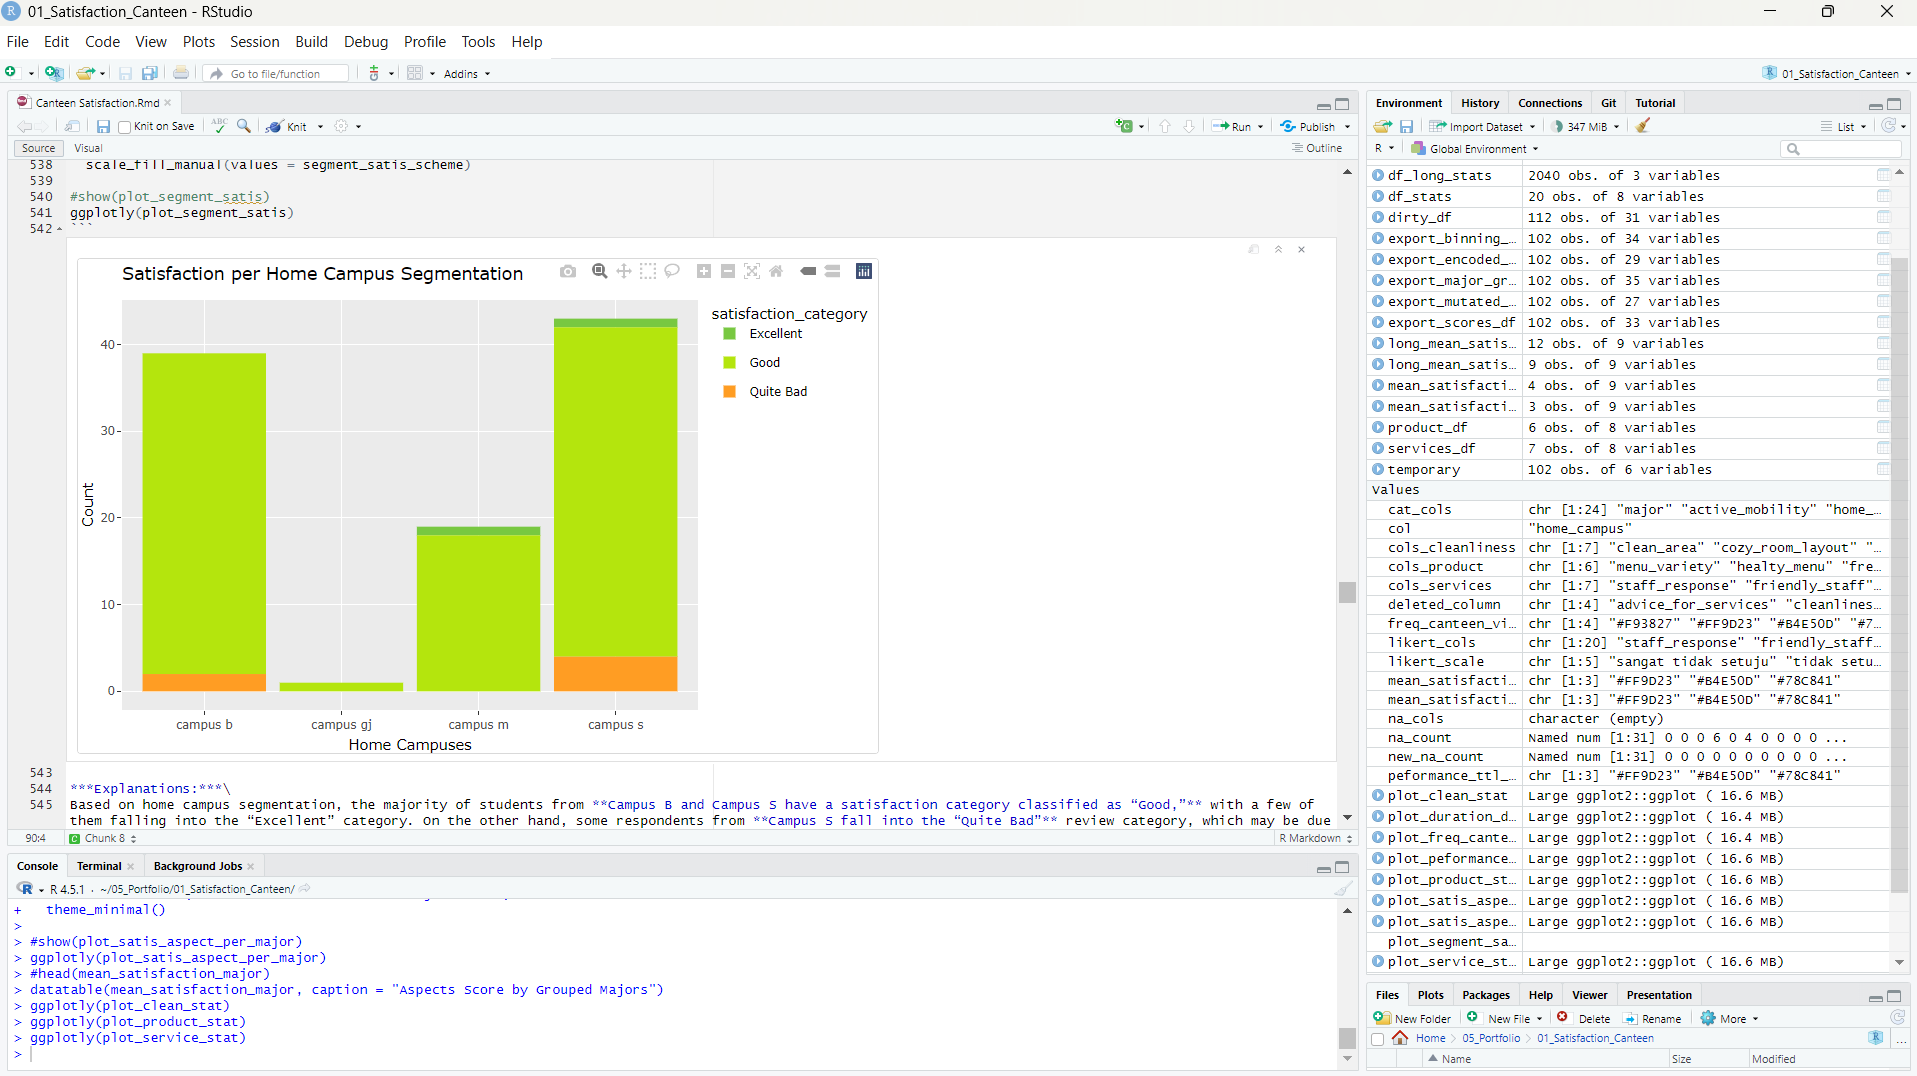 01_Satisfaction_Canteen - RStudio
File Edit Code View Plots Session Build Debug Profile Tools Help
Go to file/function Addins 01_Satisfaction_Canteen
Canteen Satisfaction.Rmd
Knit on Save ABC Knit Run Publish
Source Visual Outline
538 scale_fill_manual(values = segment_satis_scheme)
539
540 #show(plot_segment_satis)
541 ggplotly(plot_segment_satis)
542 ```
Satisfaction per Home Campus Segmentation
satisfaction_category
Excellent
Good
Quite Bad
40
30
20
10
0
Count
campus b campus gj campus m campus s
Home Campuses
543
544 ***Explanations:***\
545 Based on home campus segmentation, the majority of students from **Campus B and Campus S have a satisfaction category classified as “Good,”** with a few of
them falling into the “Excellent” category. On the other hand, some respondents from **Campus S fall into the “Quite Bad”** review category, which may be due
90:4 Chunk 8 R Markdown
Console Terminal Background Jobs
R 4.5.1 · ~/05_Portfolio/01_Satisfaction_Canteen/
+ theme_minimal()
>
> #show(plot_satis_aspect_per_major)
> ggplotly(plot_satis_aspect_per_major)
> #head(mean_satisfaction_major)
> datatable(mean_satisfaction_major, caption = "Aspects Score by Grouped Majors")
> ggplotly(plot_clean_stat)
> ggplotly(plot_product_stat)
> ggplotly(plot_service_stat)
>
Environment History Connections Git Tutorial
Import Dataset 347 MiB List
R Global Environment
df_long_stats 2040 obs. of 3 variables
df_stats 20 obs. of 8 variables
dirty_df 112 obs. of 31 variables
export_binning_… 102 obs. of 34 variables
export_encoded_… 102 obs. of 29 variables
export_major_gr… 102 obs. of 35 variables
export_mutated_… 102 obs. of 27 variables
export_scores_df 102 obs. of 33 variables
long_mean_satis… 12 obs. of 9 variables
long_mean_satis… 9 obs. of 9 variables
mean_satisfacti… 4 obs. of 9 variables
mean_satisfacti… 3 obs. of 9 variables
product_df 6 obs. of 8 variables
services_df 7 obs. of 8 variables
temporary 102 obs. of 6 variables
Values
cat_cols chr [1:24] "major" "active_mobility" "home_…
col "home_campus"
cols_cleanliness chr [1:7] "clean_area" "cozy_room_layout" "…
cols_product chr [1:6] "menu_variety" "healty_menu" "fre…
cols_services chr [1:7] "staff_response" "friendly_staff"…
deleted_column chr [1:4] "advice_for_services" "cleanlines…
freq_canteen_vi… chr [1:4] "#F93827" "#FF9D23" "#B4E50D" "#7…
likert_cols chr [1:20] "staff_response" "friendly_staff…
likert_scale chr [1:5] "sangat tidak setuju" "tidak setu…
mean_satisfacti… chr [1:3] "#FF9D23" "#B4E50D" "#78C841"
mean_satisfacti… chr [1:3] "#FF9D23" "#B4E50D" "#78C841"
na_cols character (empty)
na_count Named num [1:31] 0 0 0 6 0 4 0 0 0 0 ...
new_na_count Named num [1:31] 0 0 0 0 0 0 0 0 0 0 ...
peformance_ttl_… chr [1:3] "#FF9D23" "#B4E50D" "#78C841"
plot_clean_stat Large ggplot2::ggplot ( 16.6 MB)
plot_duration_d… Large ggplot2::ggplot ( 16.4 MB)
plot_freq_cante… Large ggplot2::ggplot ( 16.4 MB)
plot_peformance… Large ggplot2::ggplot ( 16.6 MB)
plot_product_st… Large ggplot2::ggplot ( 16.6 MB)
plot_satis_aspe… Large ggplot2::ggplot ( 16.6 MB)
plot_satis_aspe… Large ggplot2::ggplot ( 16.6 MB)
plot_segment_sa…
plot_service_st… Large ggplot2::ggplot ( 16.6 MB)
Files Plots Packages Help Viewer Presentation
New Folder New File Delete Rename More
Home 05_Portfolio 01_Satisfaction_Canteen ...
Name Size Modified